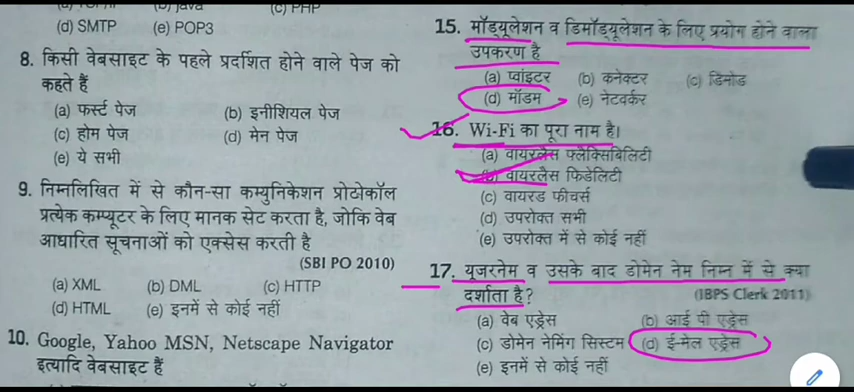 (b) Java
(c) PHP
(d) SMTP (e) POP3
8. किसी वेबसाइट के पहले प्रदर्शित होने वाले पेज को
कहते हैं
(a) फर्स्ट पेज (b) इनीशियल पेज
(c) होम पेज (d) मेन पेज
(e) ये सभी
9. निम्नलिखित में से कौन-सा कम्युनिकेशन प्रोटोकॉल
प्रत्येक कम्प्यूटर के लिए मानक सेट करता है, जोकि वेब
आधारित सूचनाओं को एक्सेस करती है
(SBI PO 2010)
(a) XML (b) DML (c) HTTP
(d) HTML (e) इनमें से कोई नहीं
10. Google, Yahoo MSN, Netscape Navigator
इत्यादि वेबसाइट हैं
15. मॉड्यूलेशन व डिमॉड्यूलेशन के लिए प्रयोग होने वाला
उपकरण है
(a) प्वॉइंटर (b) कनेक्टर (c) डिमोड
(d) मॉडम (e) नेटवर्कर
16. Wi-Fi का पूरा नाम है।
(a) वायरलैस फ्लैक्सिबिलिटी
(b) वायरलैस फिडेलिटी
(c) वायरड फीचर्स
(d) उपरोक्त सभी
(e) उपरोक्त में से कोई नहीं
17. यूजरनेम व उसके बाद डोमेन नेम निम्न में से क्या
दर्शाता है? (IBPS Clerk 2011)
(a) वेब एड्रेस (b) आई पी एड्रेस
(c) डोमेन नेमिंग सिस्टम (d) ई-मेल एड्रेस
(e) इनमें से कोई नहीं